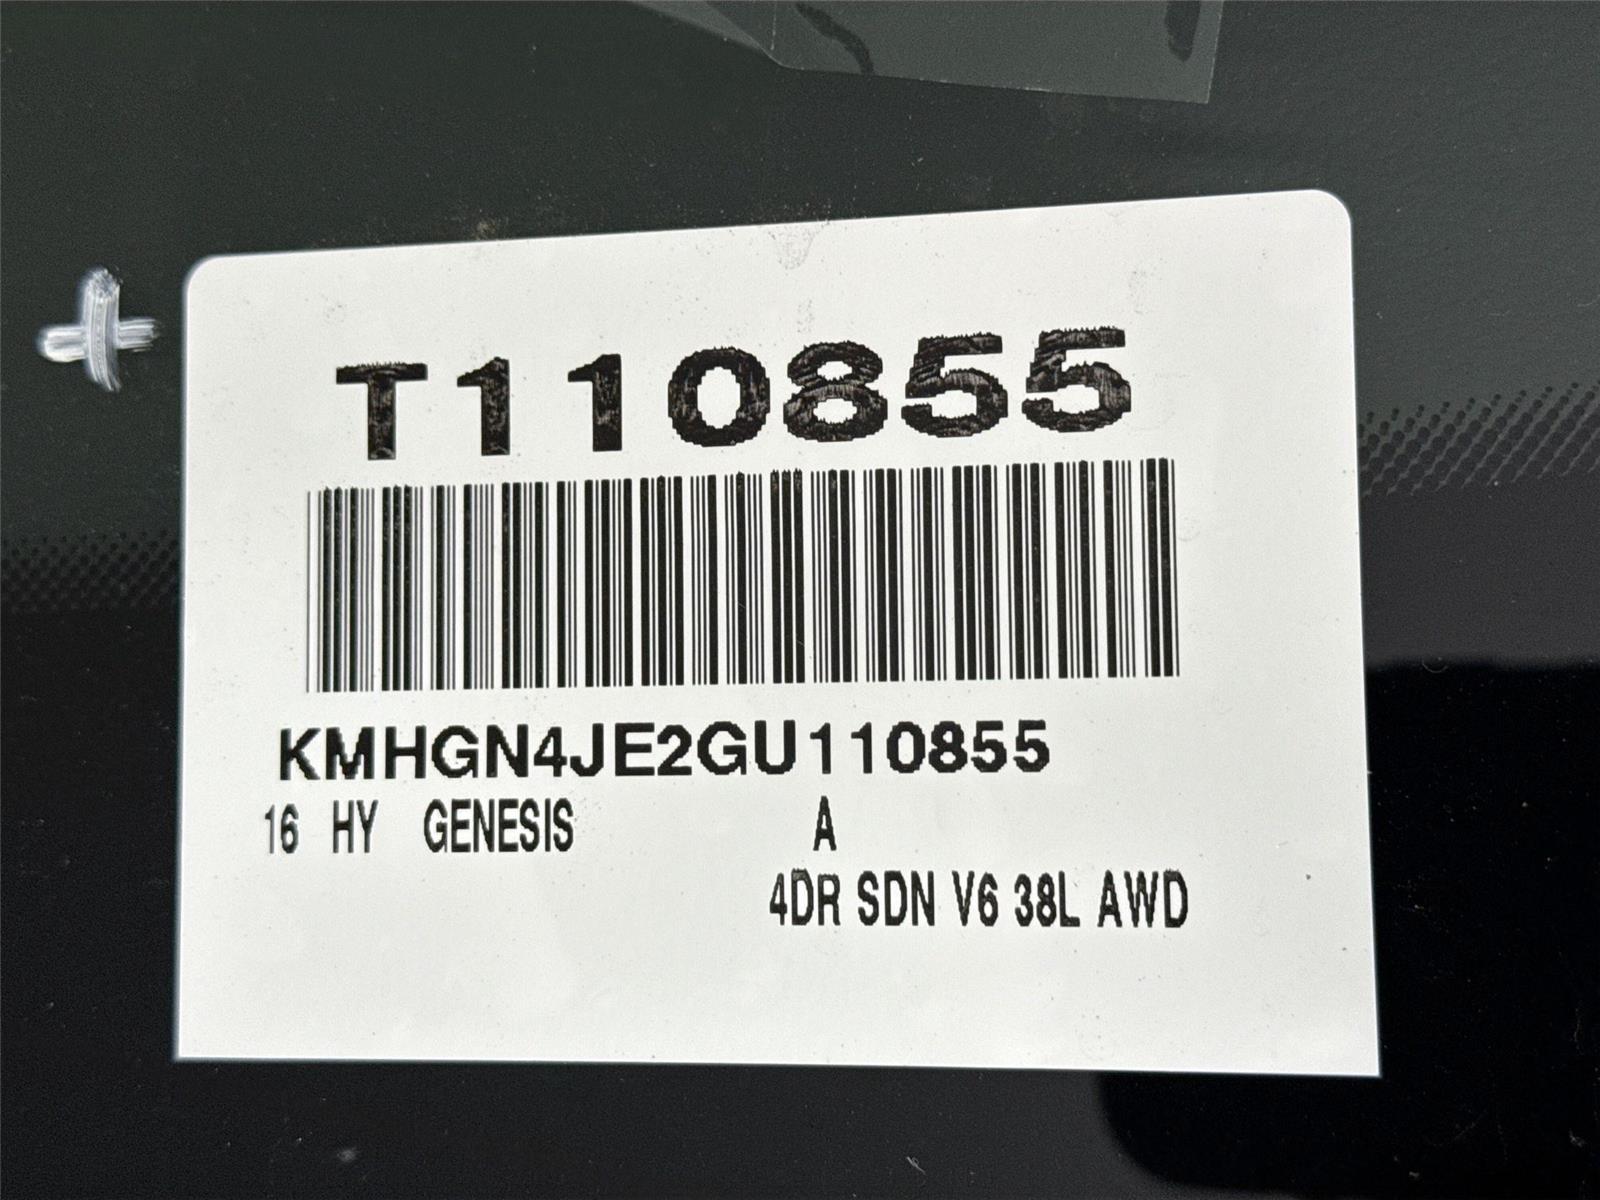 T110855
KMHGN4JE2GU110855
16 HY GENESIS A
4DR SDN V6 38L AWD